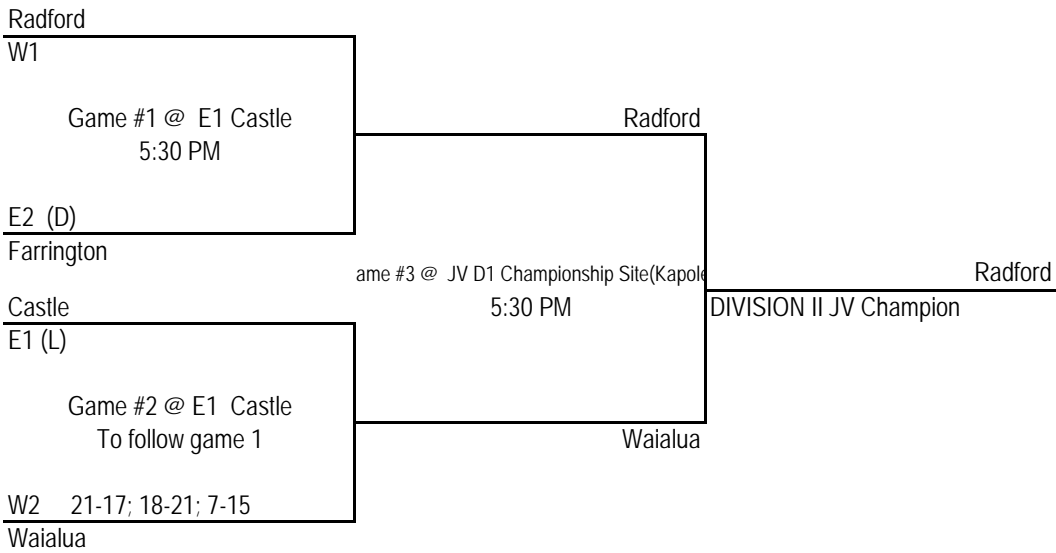 Radford
W1
Game #1 @ E1 Castle
5:30 PM
Radford
E2 (D)
Farrington
ame #3 @ JV D1 Championship Site(Kapole
5:30 PM
Radford
DIVISION II JV Champion
Castle
E1 (L)
Game #2 @ E1 Castle
To follow game 1
Waialua
W2 21-17; 18-21; 7-15
Waialua